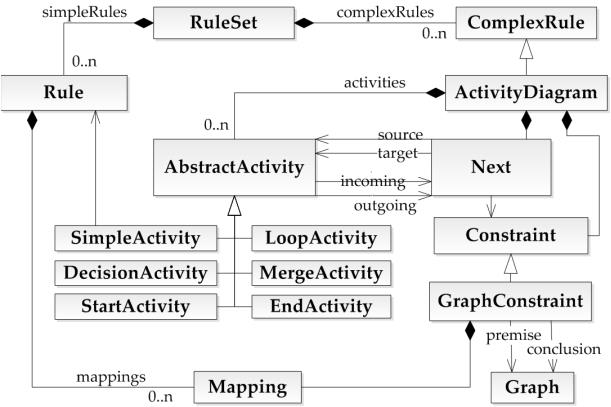 simpleRules
RuleSet
complexRules
0..n
ComplexRule
0..n
Rule
activities
ActivityDiagram
0..n
source
target
AbstractActivity
Next
incoming
outgoing
SimpleActivity
LoopActivity
Constraint
DecisionActivity
MergeActivity
StartActivity
EndActivity
GraphConstraint
premise
conclusion
mappings
0..n
Mapping
Graph